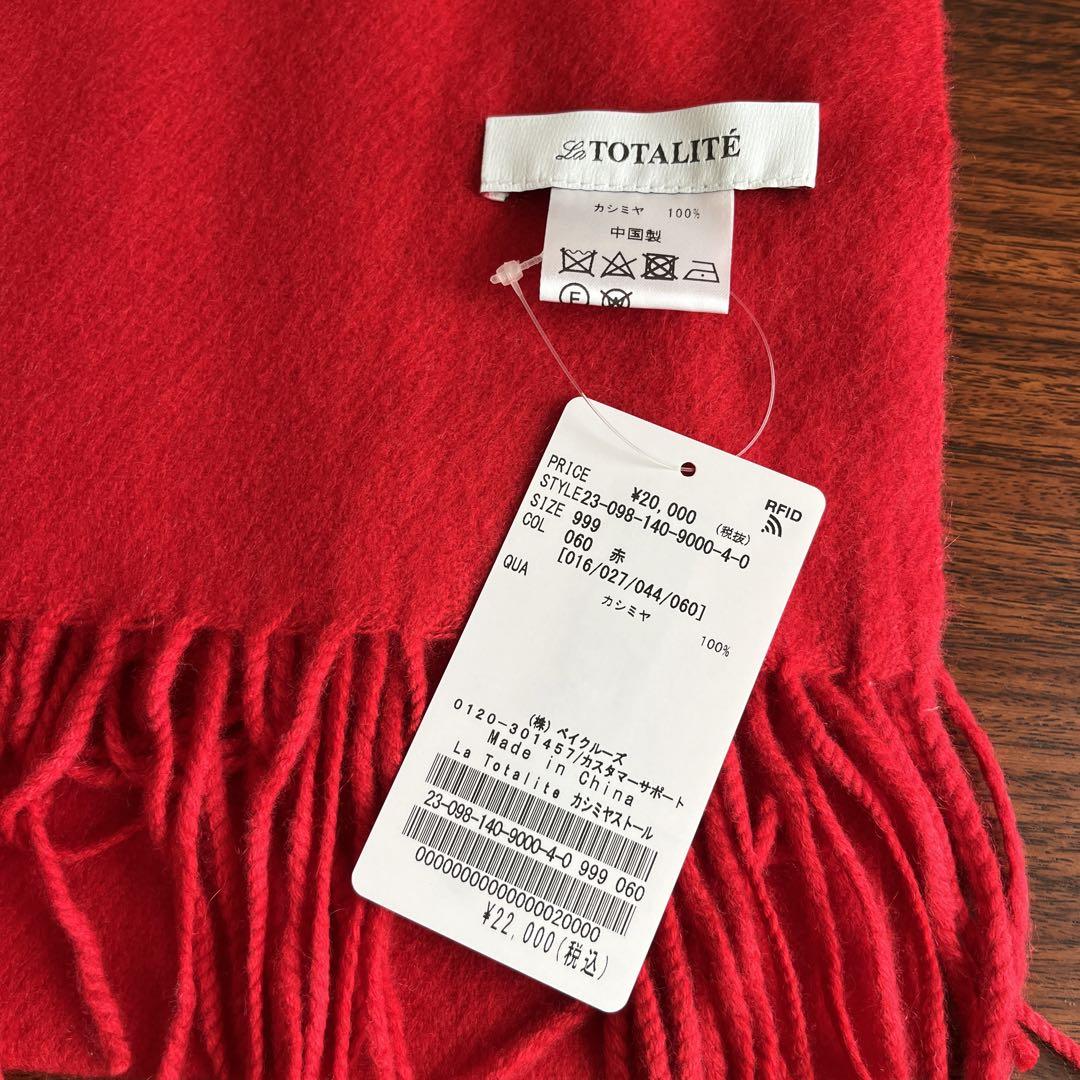 La TOTALITÉ
カシミヤ 100%
中国製
F W
PRICE ¥20,000 (税抜)
RFID
STYLE 23-098-140-9000-4-0
SIZE 999
COL 060 赤
[016/027/044/060]
QUA カシミヤ 100%
(株) ベイクルーズ
0120-301457/カスタマーサポート
Made in China
La Totalite カシミヤストール
23-098-140-9000-4-0 999 060
0000000000000020000
¥22,000(税込)